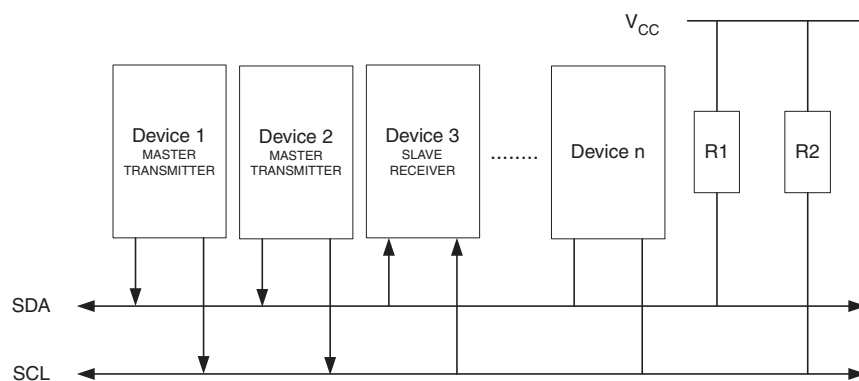 V_CC
Device 1
MASTER
TRANSMITTER
Device 2
MASTER
TRANSMITTER
Device 3
SLAVE
RECEIVER
........
Device n
R1
R2
SDA
SCL